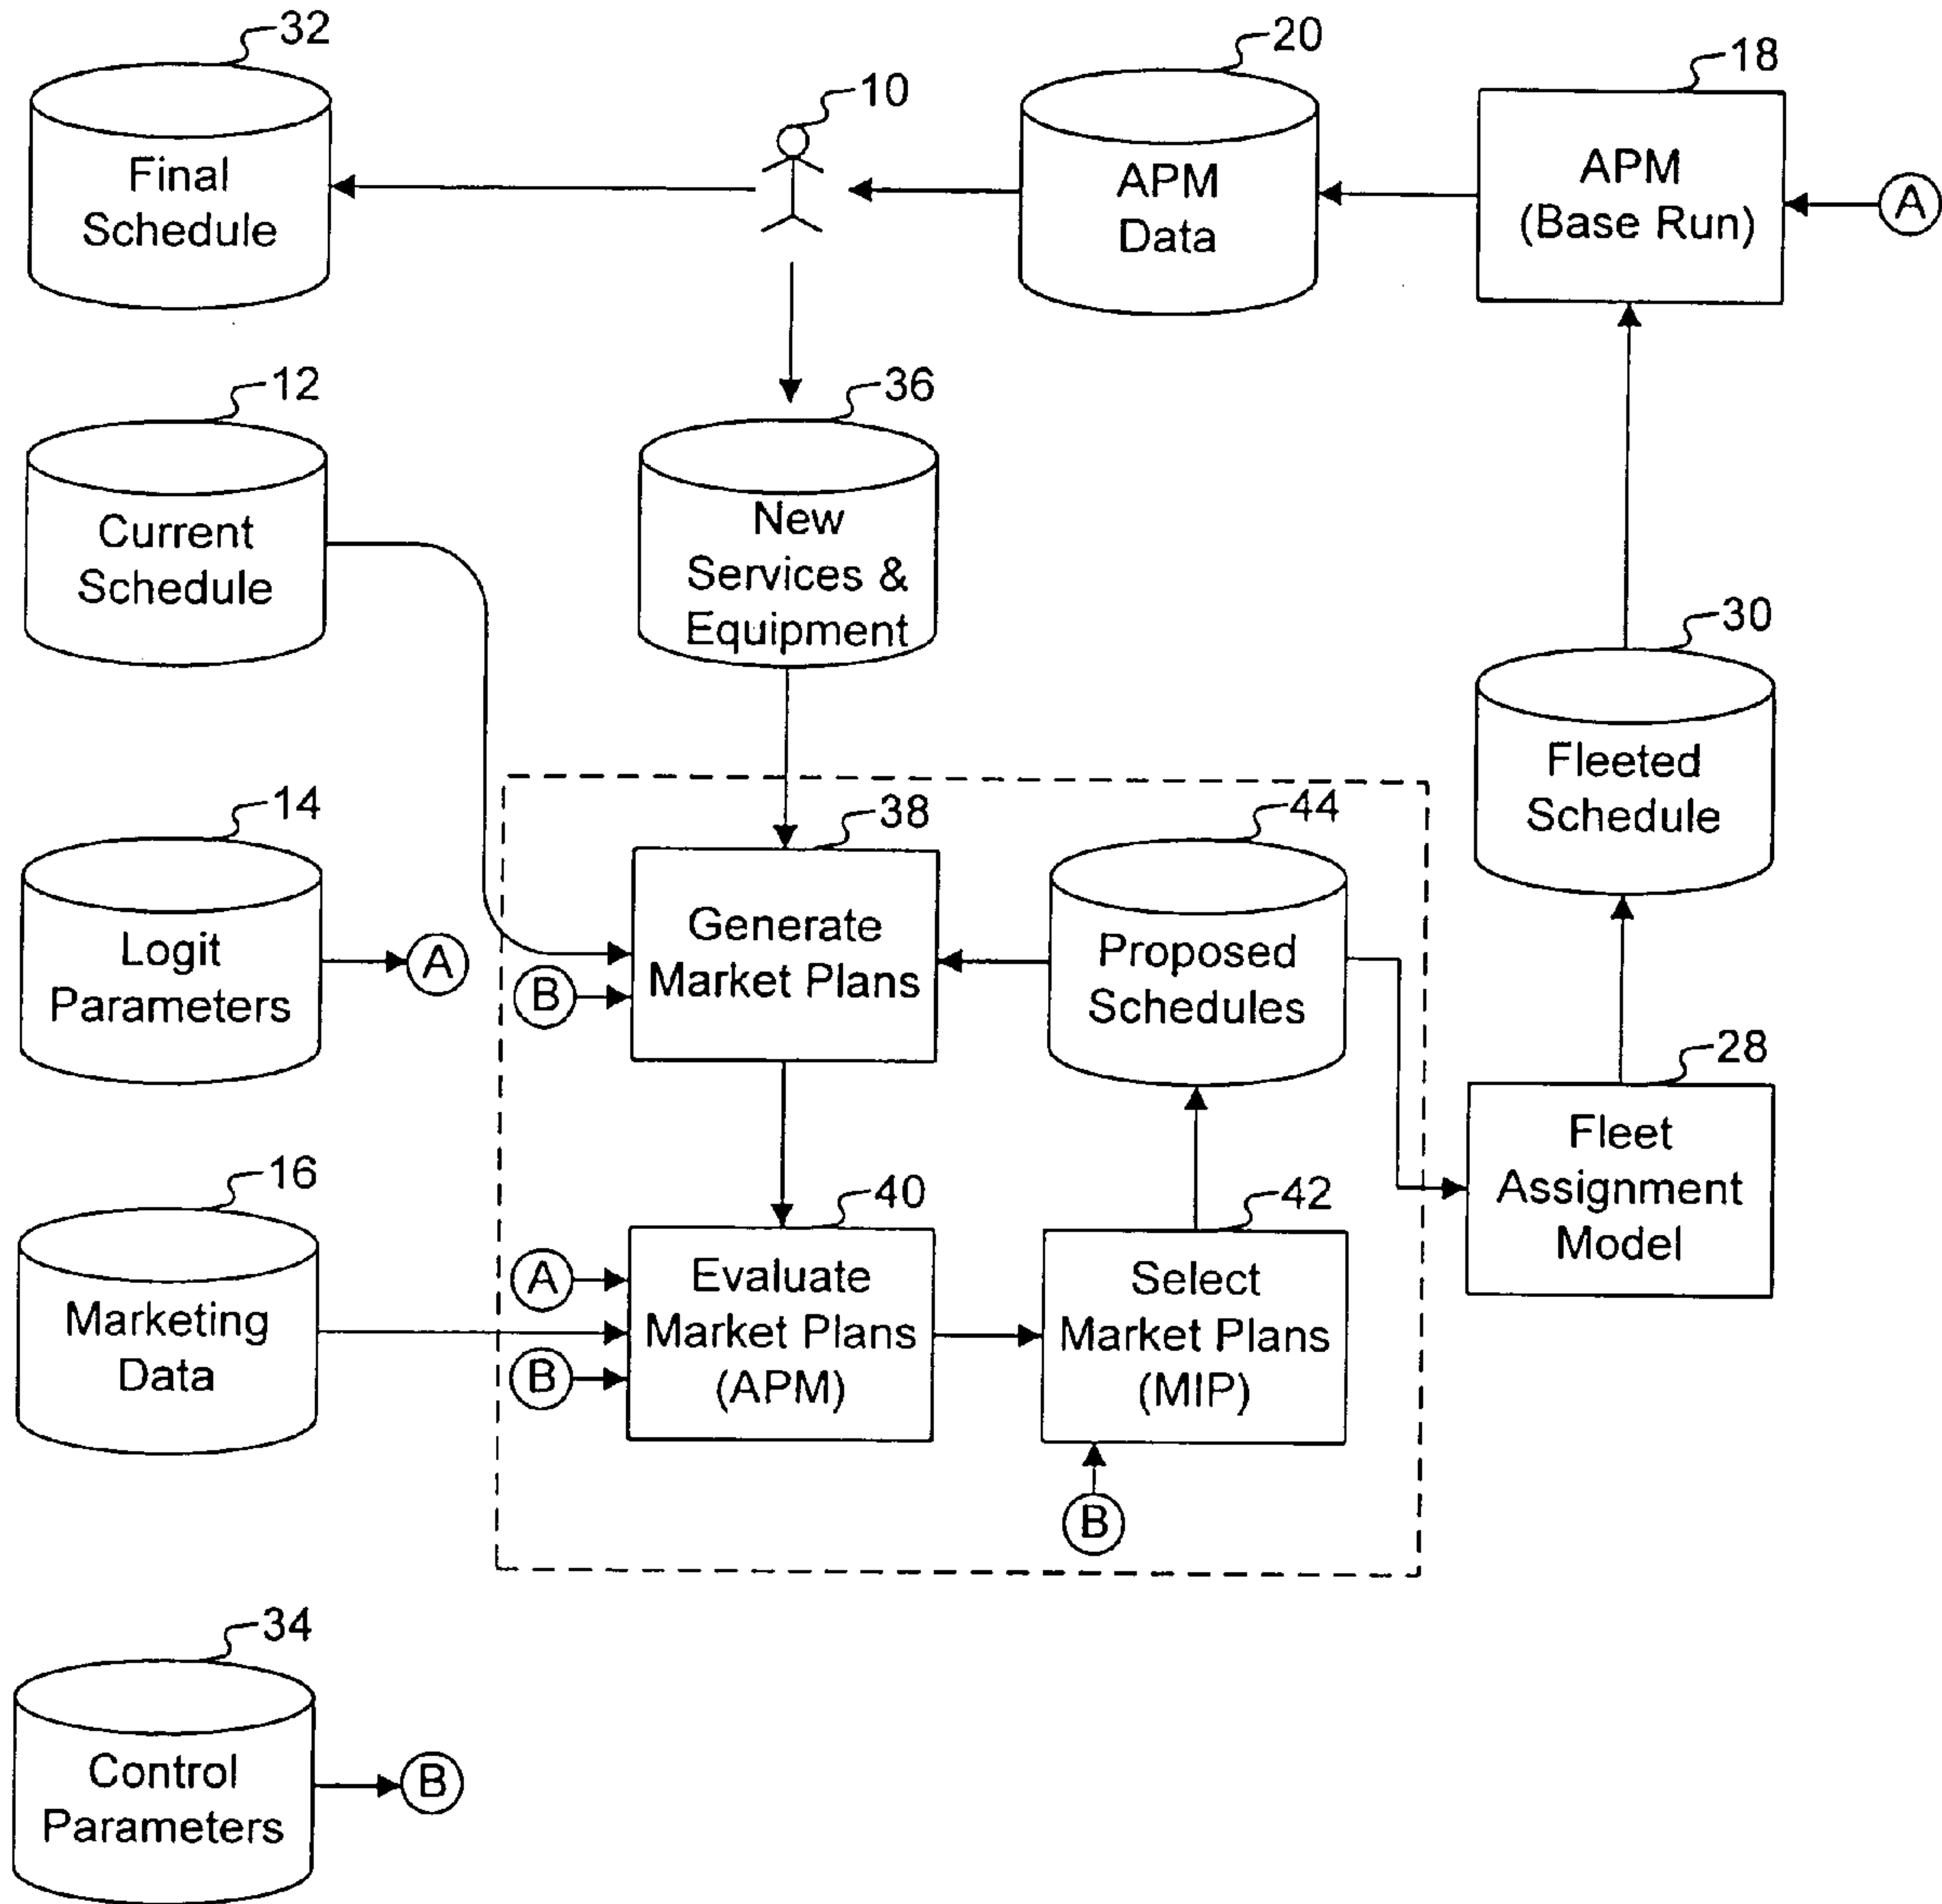 32
Final
Schedule
10
20
APM
Data
18
APM
(Base Run)
A
12
Current
Schedule
36
New
Services &
Equipment
30
Fleeted
Schedule
14
Logit
Parameters
A
38
Generate
Market Plans
B
44
Proposed
Schedules
28
Fleet
Assignment
Model
16
Marketing
Data
40
A
Evaluate
Market Plans
(APM)
B
42
Select
Market Plans
(MIP)
B
34
Control
Parameters
B